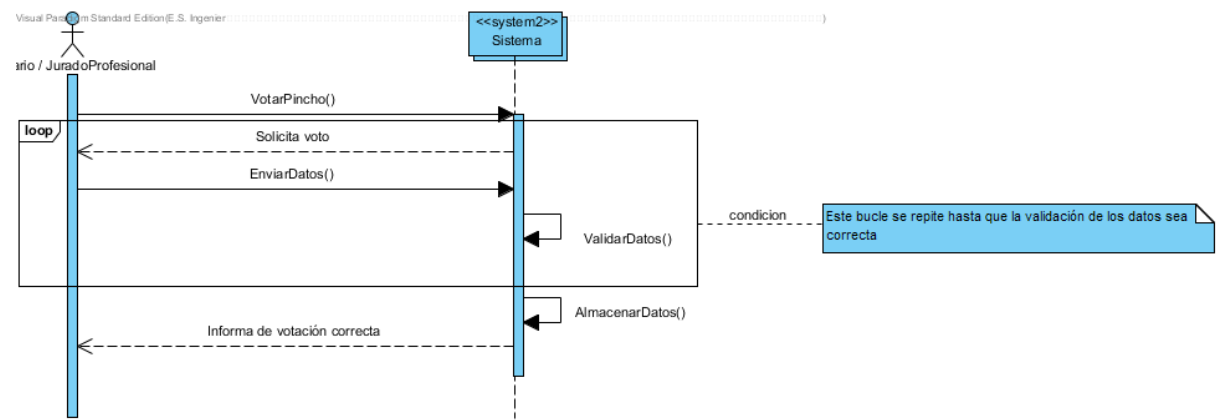 Visual Paradigm Standard Edition(E.S. Ingenier
)
<<system2>>
Sistema
ario / JuradoProfesional
VotarPincho()
loop
Solicita voto
EnviarDatos()
condicion
Este bucle se repite hasta que la validación de los datos sea
correcta
ValidarDatos()
AlmacenarDatos()
Informa de votación correcta